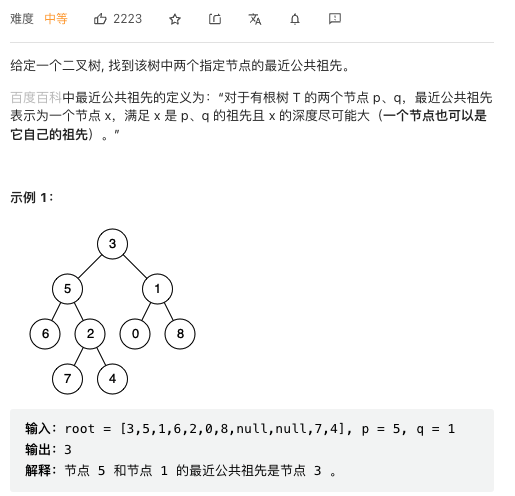 难度 中等 2223
给定一个二叉树, 找到该树中两个指定节点的最近公共祖先。
百度百科中最近公共祖先的定义为：“对于有根树 T 的两个节点 p、q，最近公共祖先
表示为一个节点 x，满足 x 是 p、q 的祖先且 x 的深度尽可能大（一个节点也可以是
它自己的祖先）。”
示例 1：
3
5 1
6 2 0 8
7 4
输入：root = [3,5,1,6,2,0,8,null,null,7,4], p = 5, q = 1
输出：3
解释：节点 5 和节点 1 的最近公共祖先是节点 3 。